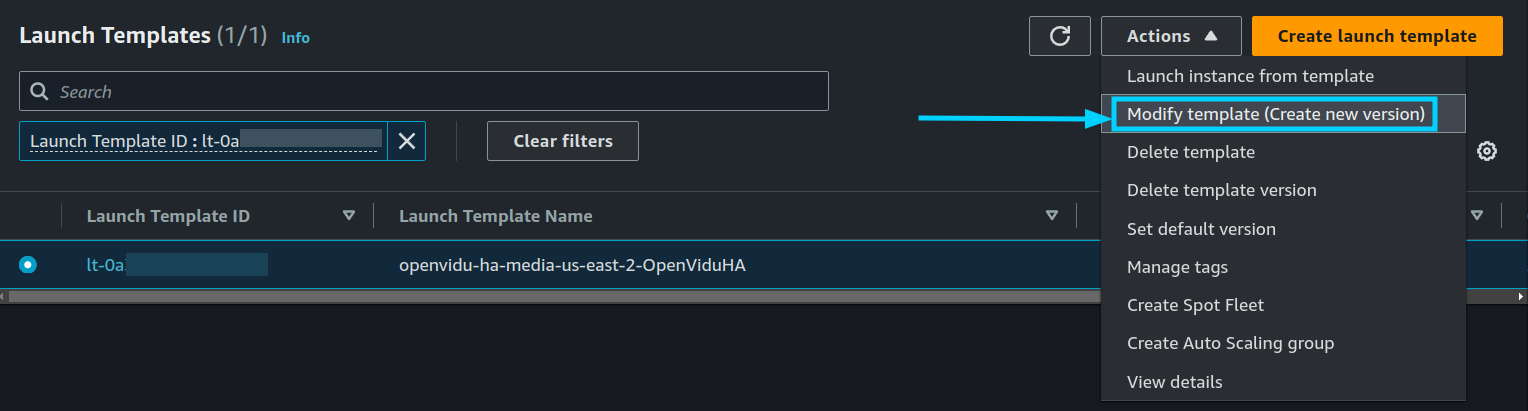 Launch Templates (1/1) Info
Actions
Create launch template
Search
Launch Template ID : lt-0a
Clear filters
Launch instance from template
Modify template (Create new version)
Delete template
Delete template version
Set default version
Manage tags
Create Spot Fleet
Create Auto Scaling group
View details
Launch Template ID
Launch Template Name
lt-0a
openvidu-ha-media-us-east-2-OpenViduHA